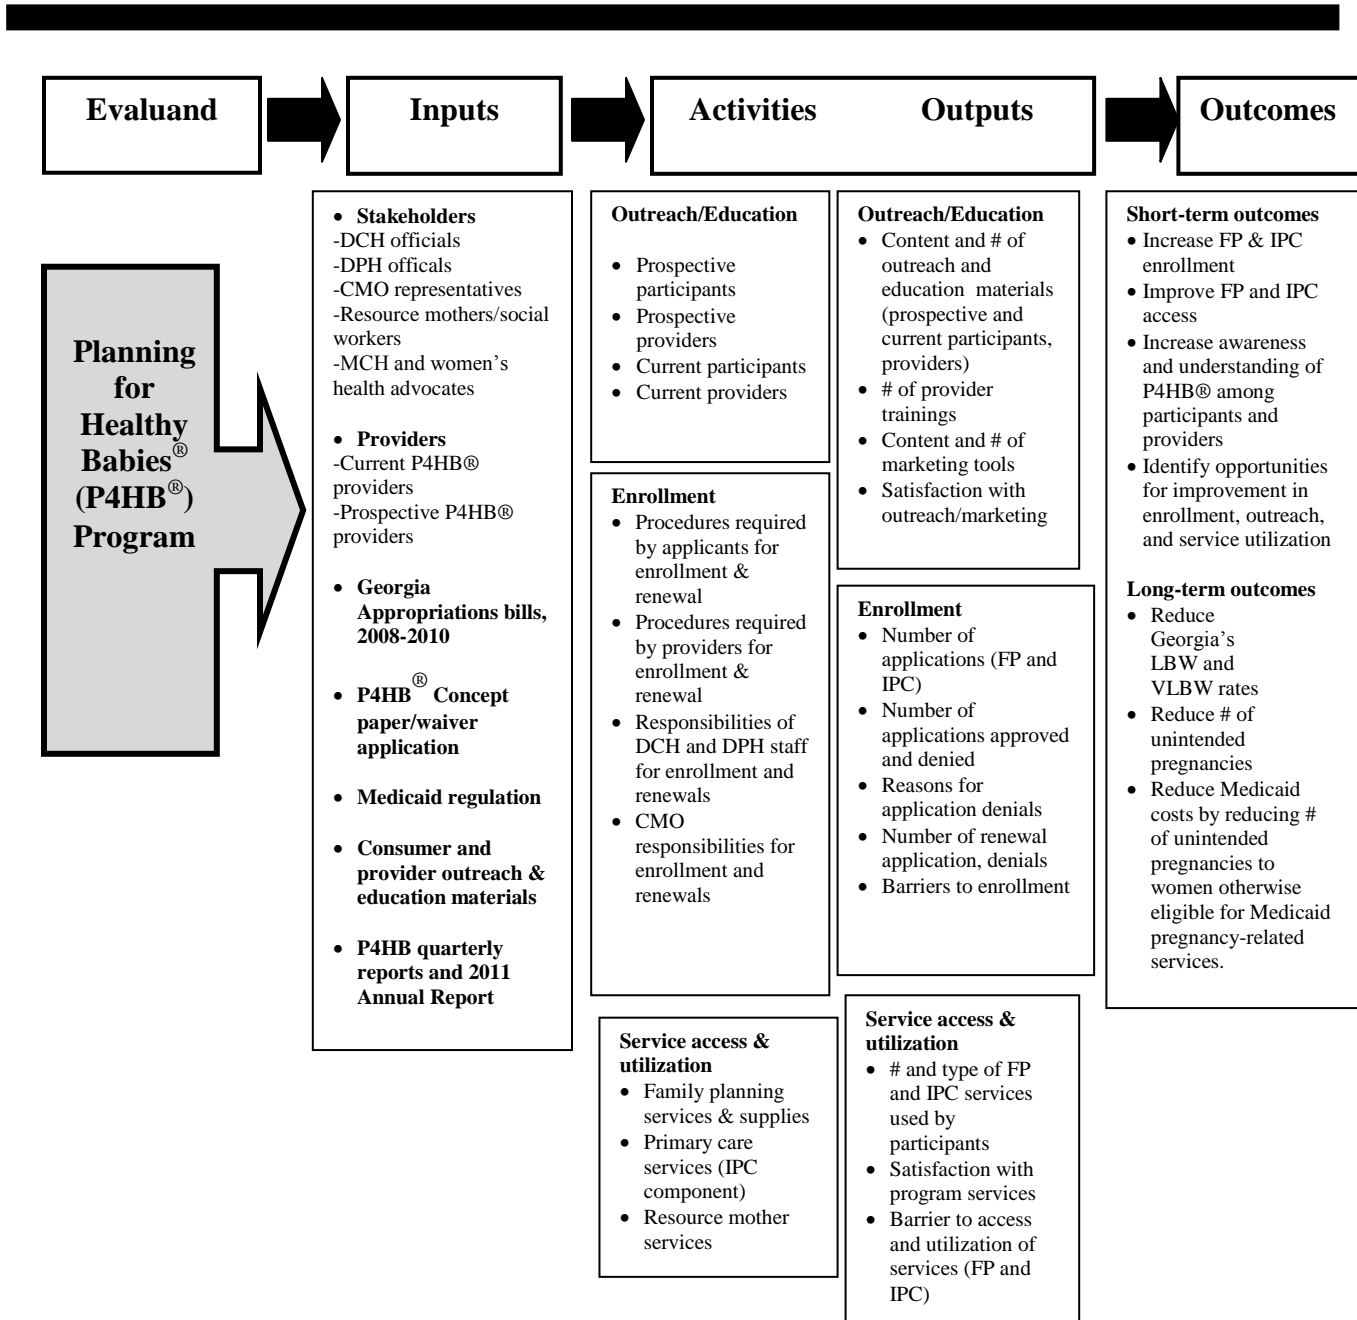 Evaluand
Inputs
Activities
Outputs
Outcomes
Planning
for
Healthy
Babies®
(P4HB®)
Program
• Stakeholders
-DCH officials
-DPH officals
-CMO representatives
-Resource mothers/social
workers
-MCH and women’s
health advocates
• Providers
-Current P4HB®
providers
-Prospective P4HB®
providers
• Georgia
Appropriations bills,
2008-2010
• P4HB® Concept
paper/waiver
application
• Medicaid regulation
• Consumer and
provider outreach &
education materials
• P4HB quarterly
reports and 2011
Annual Report
Outreach/Education
• Prospective
participants
• Prospective
providers
• Current participants
• Current providers
Enrollment
• Procedures required
by applicants for
enrollment &
renewal
• Procedures required
by providers for
enrollment &
renewal
• Responsibilities of
DCH and DPH staff
for enrollment and
renewals
• CMO
responsibilities for
enrollment and
renewals
Service access &
utilization
• Family planning
services & supplies
• Primary care
services (IPC
component)
• Resource mother
services
Outreach/Education
• Content and # of
outreach and
education materials
(prospective and
current participants,
providers)
• # of provider
trainings
• Content and # of
marketing tools
• Satisfaction with
outreach/marketing
Enrollment
• Number of
applications (FP and
IPC)
• Number of
applications approved
and denied
• Reasons for
application denials
• Number of renewal
application, denials
• Barriers to enrollment
Service access &
utilization
• # and type of FP
and IPC services
used by
participants
• Satisfaction with
program services
• Barrier to access
and utilization of
services (FP and
IPC)
Short-term outcomes
• Increase FP & IPC
enrollment
• Improve FP and IPC
access
• Increase awareness
and understanding of
P4HB® among
participants and
providers
• Identify opportunities
for improvement in
enrollment, outreach,
and service utilization
Long-term outcomes
• Reduce
Georgia’s
LBW and
VLBW rates
• Reduce # of
unintended
pregnancies
• Reduce Medicaid
costs by reducing #
of unintended
pregnancies to
women otherwise
eligible for Medicaid
pregnancy-related
services.